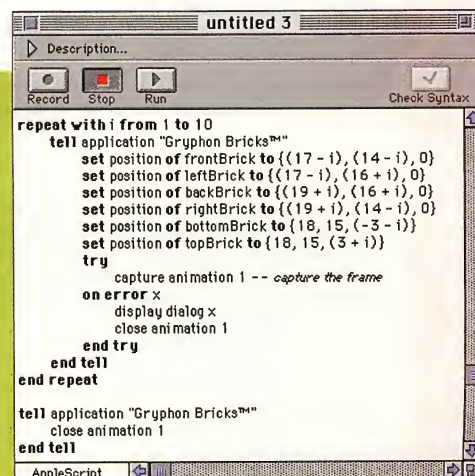 untitled 3
Description...
Record Stop Run Check Syntax
repeat with i from 1 to 10
tell application "Gryphon Bricks™"
set position of frontBrick to {(17 - i), (14 - i), 0}
set position of leftBrick to {(17 - i), (16 + i), 0}
set position of backBrick to {(19 + i), (16 + i), 0}
set position of rightBrick to {(19 + i), (14 - i), 0}
set position of bottomBrick to {18, 15, (-3 - i)}
set position of topBrick to {18, 15, (3 + i)}
try
capture animation 1 -- capture the frame
on error x
display dialog x
close animation 1
end try
end tell
end repeat
tell application "Gryphon Bricks™"
close animation 1
end tell
AppleScript